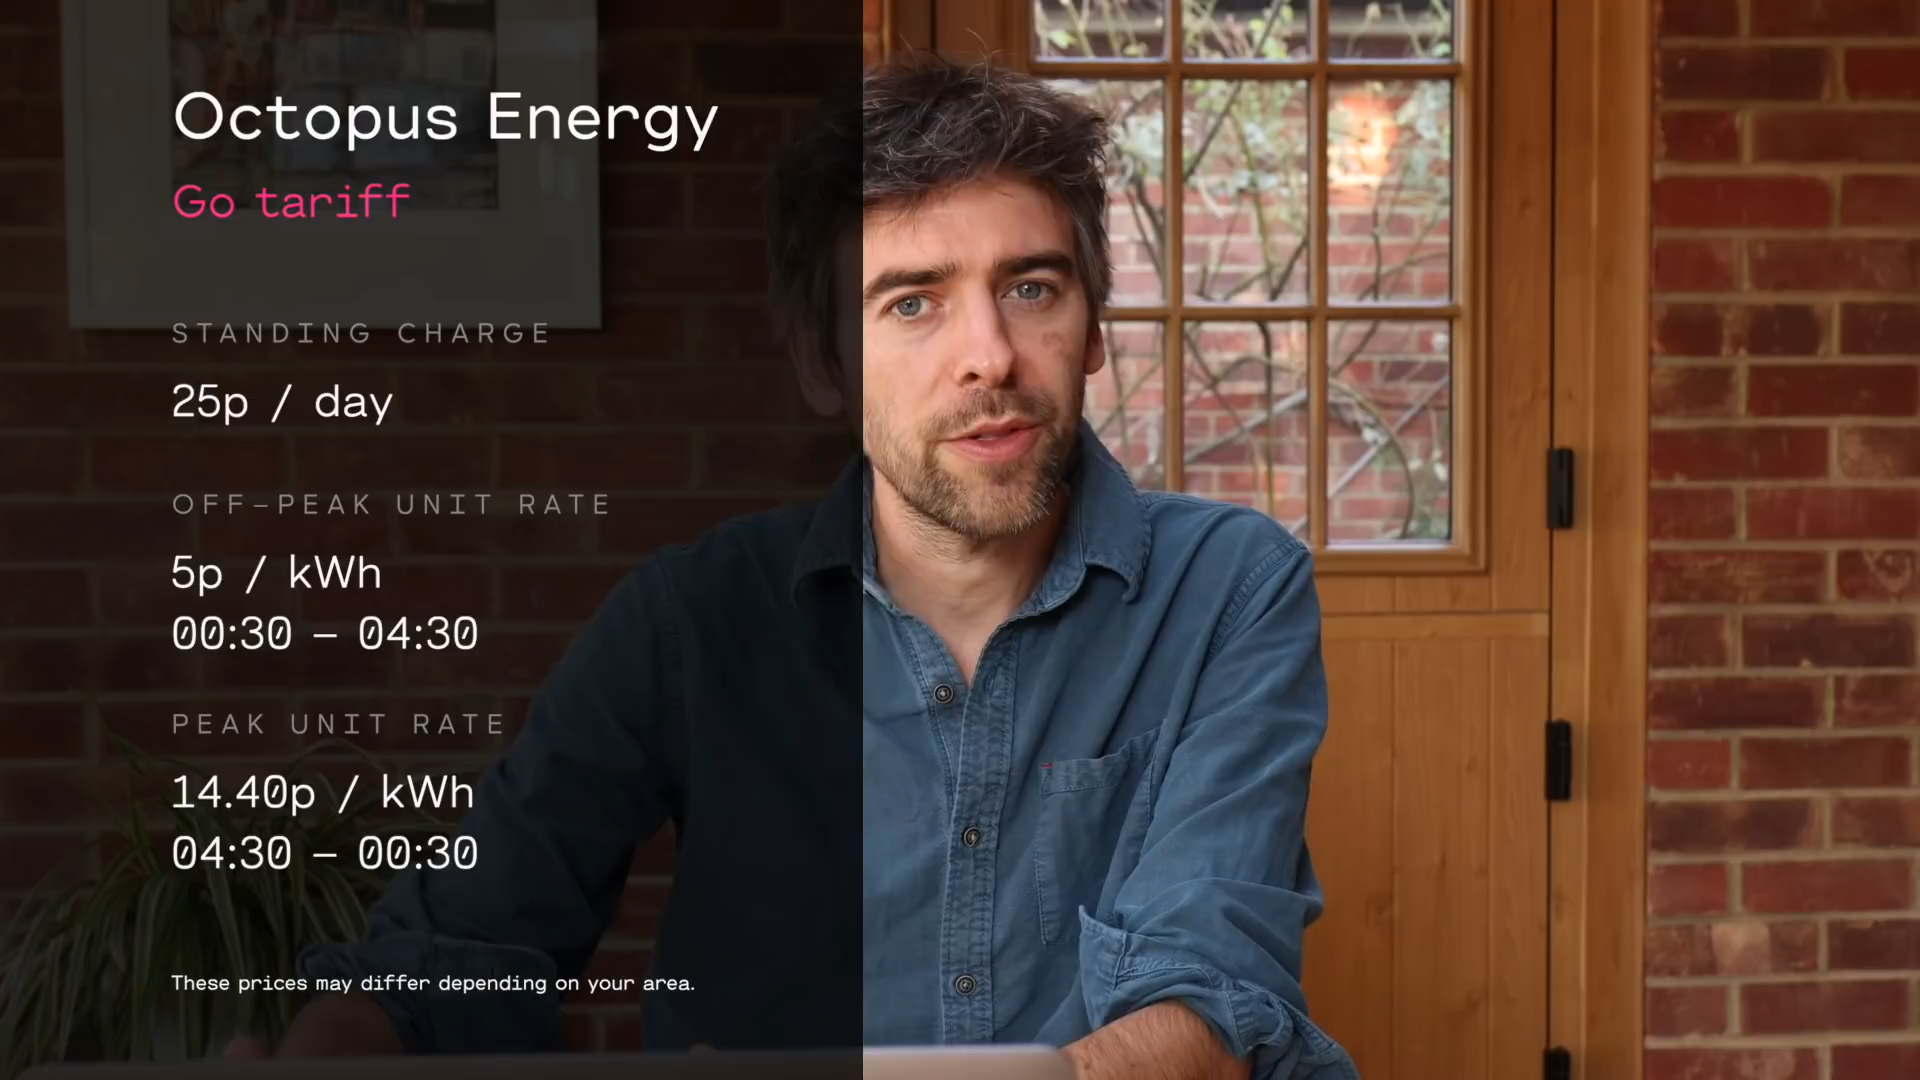 Octopus Energy
Go tariff
STANDING CHARGE
25p / day
OFF–PEAK UNIT RATE
5p / kWh
00:30 – 04:30
PEAK UNIT RATE
14.40p / kWh
04:30 – 00:30
These prices may differ depending on your area.